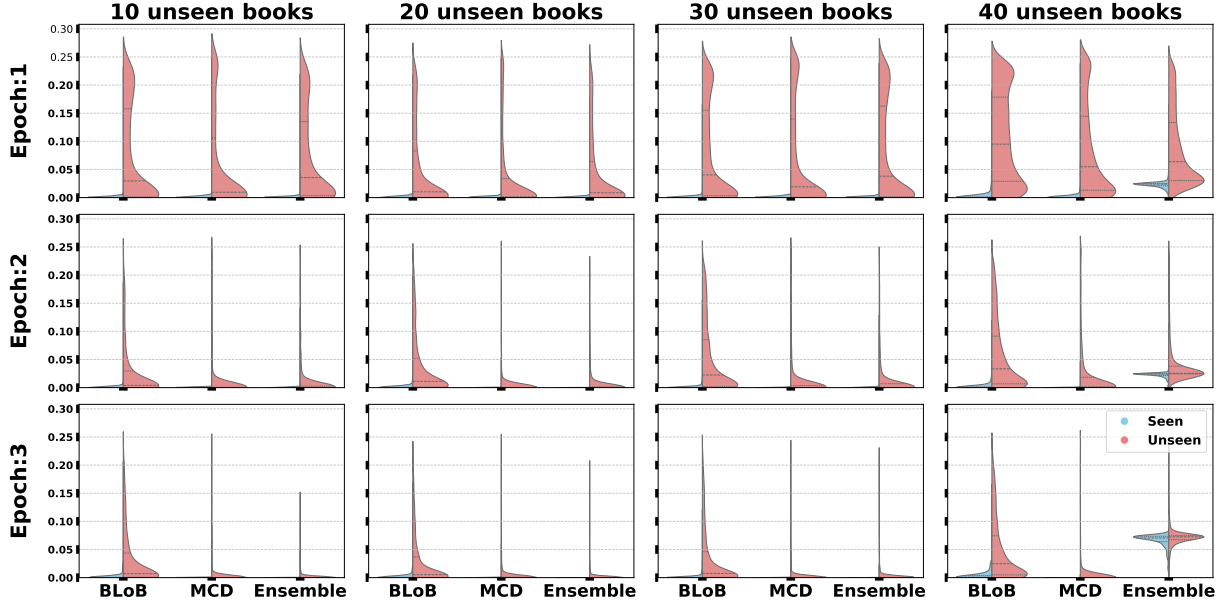 10 unseen books
20 unseen books
30 unseen books
40 unseen books
Epoch:1
0.30
0.25
0.20
0.15
0.10
0.05
0.00
Epoch:2
0.30
0.25
0.20
0.15
0.10
0.05
0.00
Epoch:3
0.30
0.25
0.20
0.15
0.10
0.05
0.00
Seen
Unseen
BLoB MCD Ensemble
BLoB MCD Ensemble
BLoB MCD Ensemble
BLoB MCD Ensemble